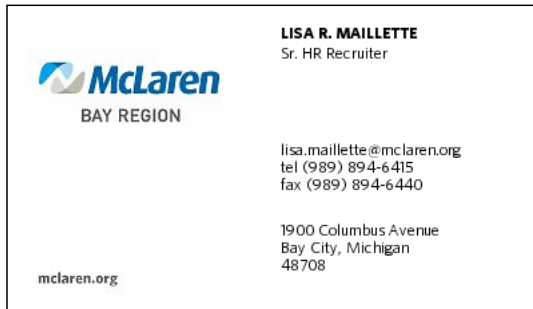 McLaren
BAY REGION
mclaren.org
LISA R. MAILLETTE
Sr. HR Recruiter
lisa.maillette@mclaren.org
tel (989) 894-6415
fax (989) 894-6440
1900 Columbus Avenue
Bay City, Michigan
48708